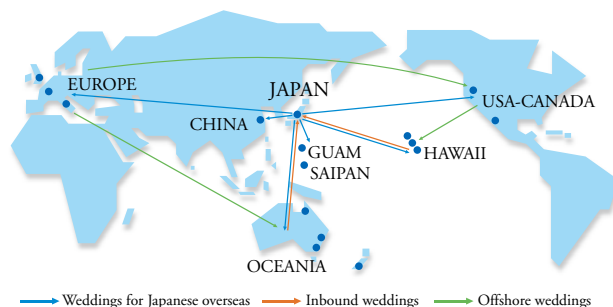 EUROPE
JAPAN
USA-CANADA
CHINA
GUAM
HAWAII
SAIPAN
OCEANIA
Weddings for Japanese overseas Inbound weddings Offshore weddings